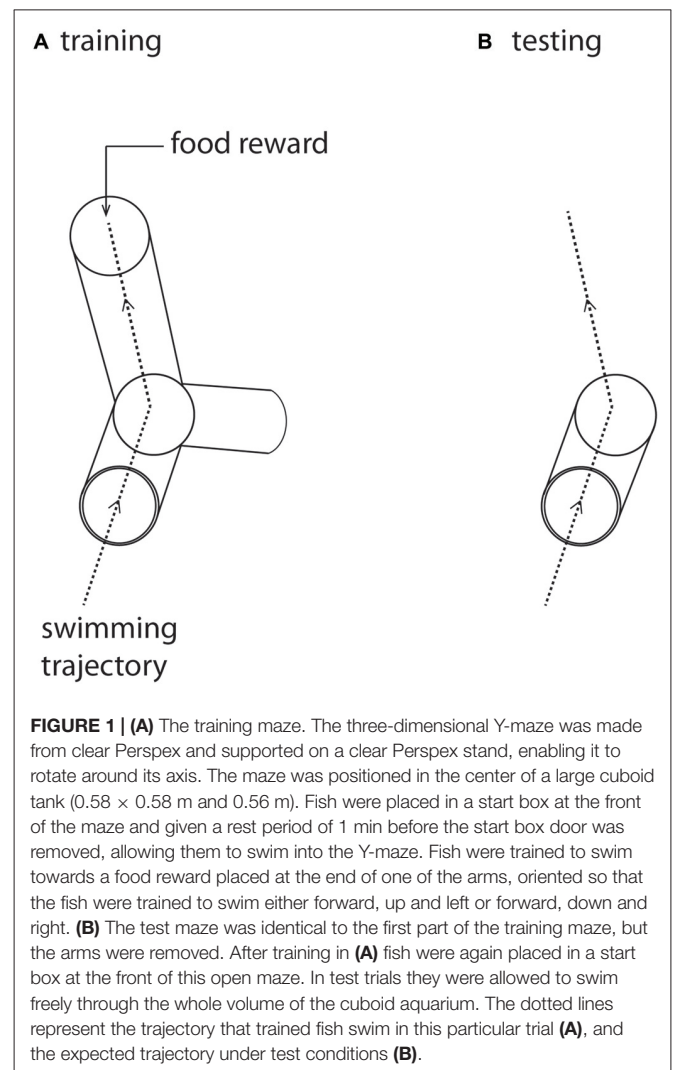 A training
B testing
food reward
swimming
trajectory
FIGURE 1 | (A) The training maze. The three-dimensional Y-maze was made
from clear Perspex and supported on a clear Perspex stand, enabling it to
rotate around its axis. The maze was positioned in the center of a large cuboid
tank (0.58 × 0.58 m and 0.56 m). Fish were placed in a start box at the front
of the maze and given a rest period of 1 min before the start box door was
removed, allowing them to swim into the Y-maze. Fish were trained to swim
towards a food reward placed at the end of one of the arms, oriented so that
the fish were trained to swim either forward, up and left or forward, down and
right. (B) The test maze was identical to the first part of the training maze, but
the arms were removed. After training in (A) fish were again placed in a start
box at the front of this open maze. In test trials they were allowed to swim
freely through the whole volume of the cuboid aquarium. The dotted lines
represent the trajectory that trained fish swim in this particular trial (A), and
the expected trajectory under test conditions (B).